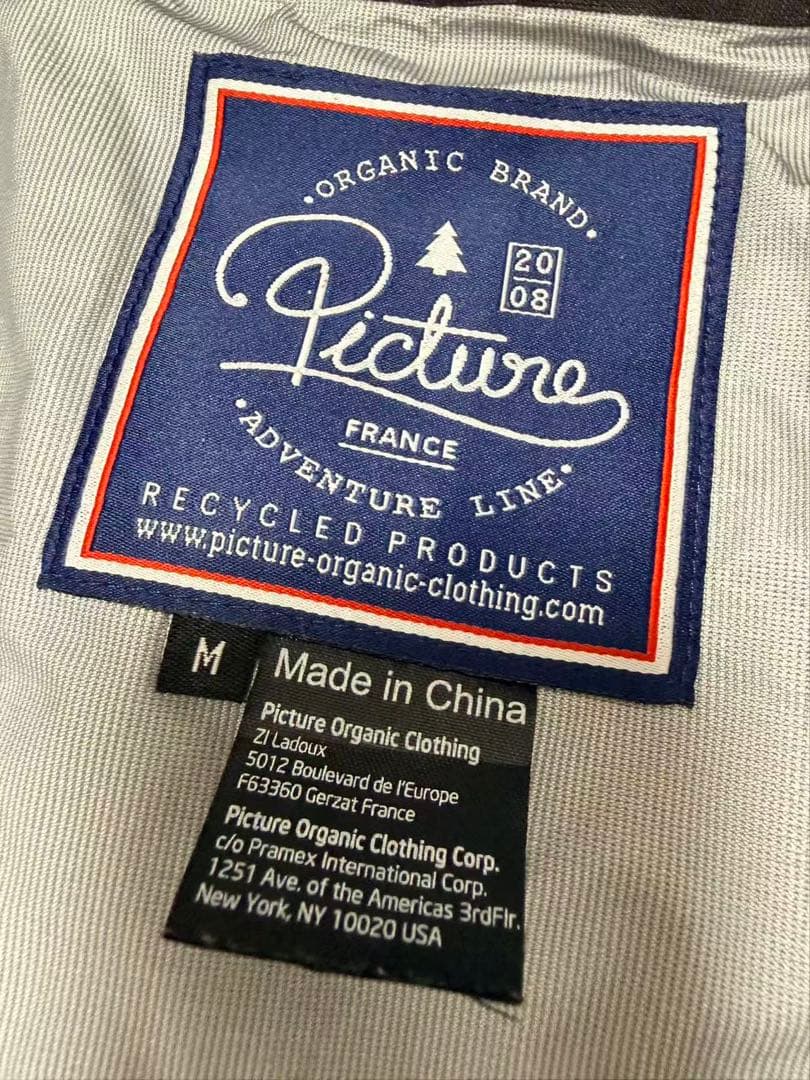 •ORGANIC BRAND•
20
08
Picture
FRANCE
•ADVENTURE LINE•
RECYCLED PRODUCTS
www.picture-organic-clothing.com
M
Made in China
Picture Organic Clothing
ZI Ladoux
5012 Boulevard de l'Europe
F63360 Gerzat France
Picture Organic Clothing Corp.
c/o Pramex International Corp.
1251 Ave. of the Americas 3rdFlr.
New York, NY 10020 USA